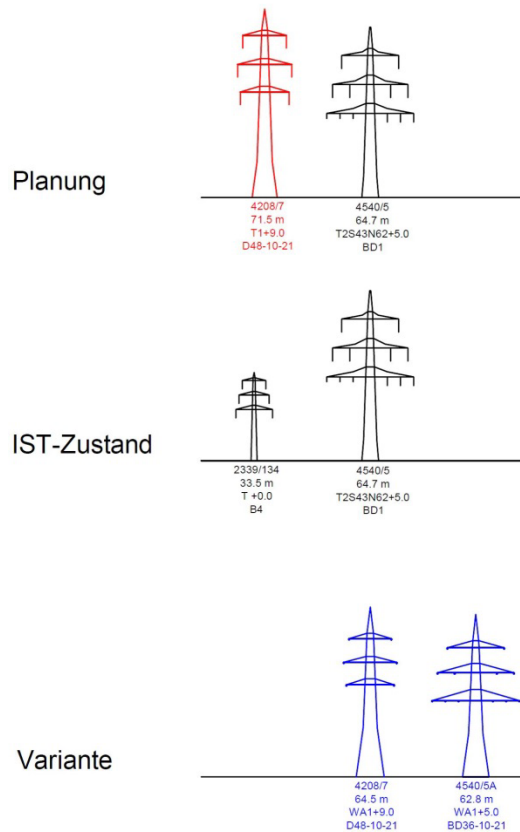 Planung
4208/7
71.5 m
T1+9.0
D48-10-21
4540/5
64.7 m
T2S43N62+5.0
BD1
IST-Zustand
2339/134
33.5 m
T +0.0
B4
4540/5
64.7 m
T2S43N62+5.0
BD1
Variante
4208/7
64.5 m
WA1+9.0
D48-10-21
4540/5A
62.8 m
WA1+5.0
BD36-10-21